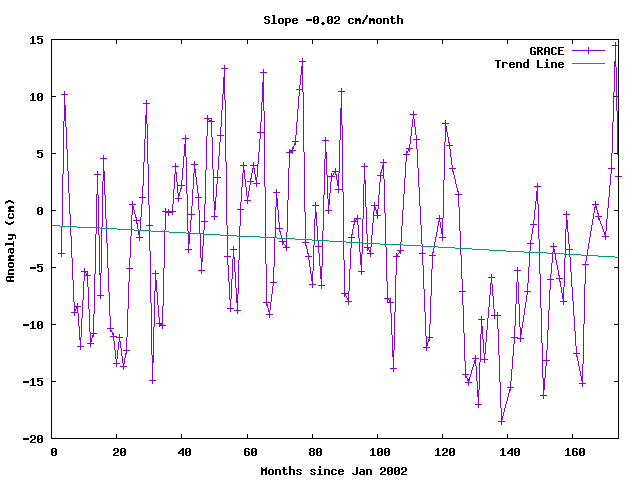 Slope -0.02 cm/month
GRACE
Trend Line
15
10
5
0
-5
-10
-15
-20
Anomaly (cm)
0 20 40 60 80 100 120 140 160
Months since Jan 2002